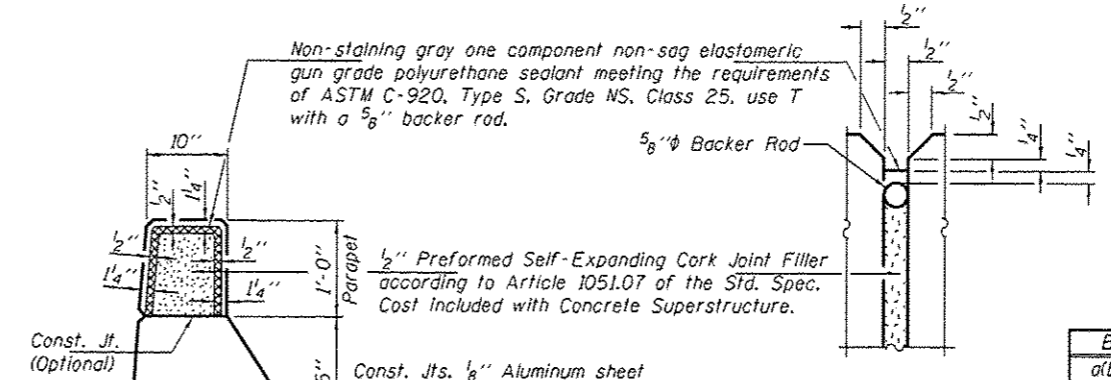 Non-staining gray one component non-sag elastomeric
gun grade polyurethane sealant meeting the requirements
of ASTM C-920, Type S, Grade NS, Class 25, use T
with a 5/8" backer rod.
1/2"
1/2"
1/2"
1/2"
1/4"
1/4"
5/8"ϕ Backer Rod
10"
1/2"
1 1/4"
1/2"
1/2"
1 1/4"
1 1/4"
1'-0"
Parapet
1/2" Preformed Self-Expanding Cork Joint Filler
according to Article 1051.07 of the Std. Spec.
Cost included with Concrete Superstructure.
Const. Jt.
(Optional)
Const. Jts. 1/8" Aluminum sheet